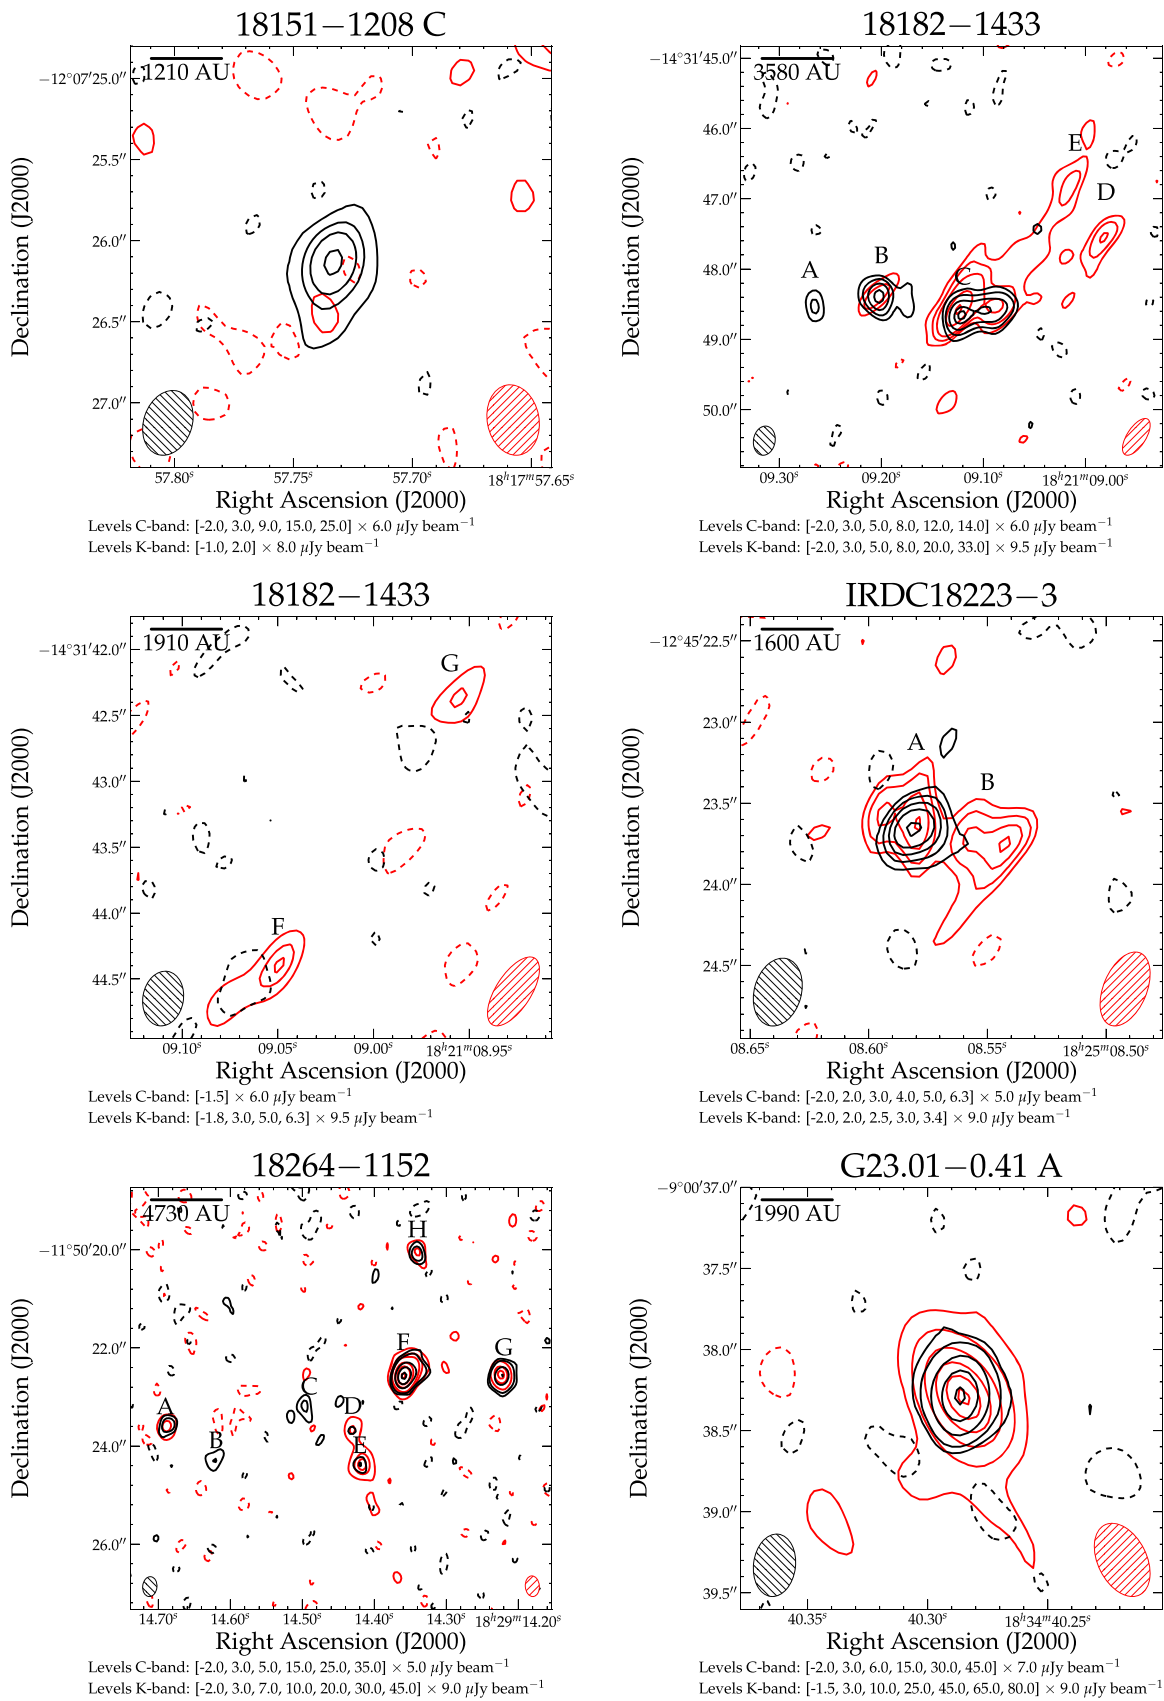 18151−1208 C
1210 AU
−12°07′25.0″
25.5″
26.0″
26.5″
27.0″
Declination (J2000)
57.80ˢ
57.75ˢ
57.70ˢ
18ʰ17ᵐ57.65ˢ
Right Ascension (J2000)
Levels C-band: [-2.0, 3.0, 9.0, 15.0, 25.0] × 6.0 μJy beam⁻¹
Levels K-band: [-1.0, 2.0] × 8.0 μJy beam⁻¹
18182−1433
3580 AU
−14°31′45.0″
46.0″
47.0″
48.0″
49.0″
50.0″
Declination (J2000)
E
D
B
A
C
09.30ˢ
09.20ˢ
09.10ˢ
18ʰ21ᵐ09.00ˢ
Right Ascension (J2000)
Levels C-band: [-2.0, 3.0, 5.0, 8.0, 12.0, 14.0] × 6.0 μJy beam⁻¹
Levels K-band: [-2.0, 3.0, 5.0, 8.0, 20.0, 33.0] × 9.5 μJy beam⁻¹
18182−1433
1910 AU
−14°31′42.0″
42.5″
43.0″
43.5″
44.0″
44.5″
Declination (J2000)
G
F
09.10ˢ
09.05ˢ
09.00ˢ
18ʰ21ᵐ08.95ˢ
Right Ascension (J2000)
Levels C-band: [-1.5] × 6.0 μJy beam⁻¹
Levels K-band: [-1.8, 3.0, 5.0, 6.3] × 9.5 μJy beam⁻¹
IRDC18223−3
1600 AU
−12°45′22.5″
23.0″
23.5″
24.0″
24.5″
Declination (J2000)
A
B
08.65ˢ
08.60ˢ
08.55ˢ
18ʰ25ᵐ08.50ˢ
Right Ascension (J2000)
Levels C-band: [-2.0, 2.0, 3.0, 4.0, 5.0, 6.3] × 5.0 μJy beam⁻¹
Levels K-band: [-2.0, 2.0, 2.5, 3.0, 3.4] × 9.0 μJy beam⁻¹
18264−1152
4730 AU
−11°50′20.0″
22.0″
24.0″
26.0″
Declination (J2000)
H
F
G
C
A
D
B
E
14.70ˢ
14.60ˢ
14.50ˢ
14.40ˢ
14.30ˢ
18ʰ29ᵐ14.20ˢ
Right Ascension (J2000)
Levels C-band: [-2.0, 3.0, 5.0, 15.0, 25.0, 35.0] × 5.0 μJy beam⁻¹
Levels K-band: [-2.0, 3.0, 7.0, 10.0, 20.0, 30.0, 45.0] × 9.0 μJy beam⁻¹
G23.01−0.41 A
1990 AU
−9°00′37.0″
37.5″
38.0″
38.5″
39.0″
39.5″
Declination (J2000)
40.35ˢ
40.30ˢ
18ʰ34ᵐ40.25ˢ
Right Ascension (J2000)
Levels C-band: [-2.0, 3.0, 6.0, 15.0, 30.0, 45.0] × 7.0 μJy beam⁻¹
Levels K-band: [-1.5, 3.0, 10.0, 25.0, 45.0, 65.0, 80.0] × 9.0 μJy beam⁻¹